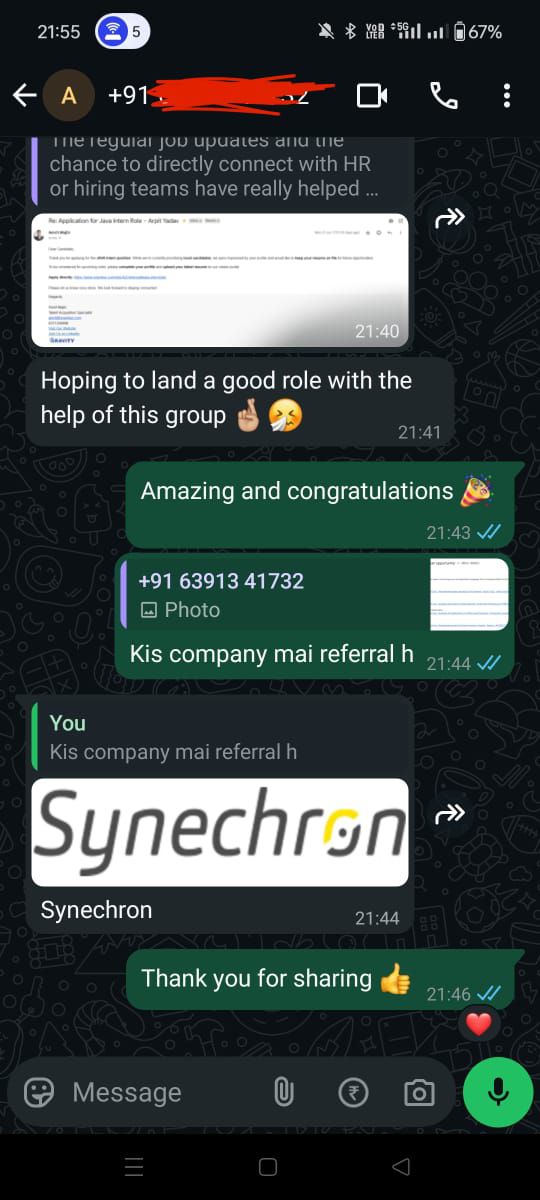 21:55
5
67%
A
+91
The regular job updates and the
chance to directly connect with HR
or hiring teams have really helped ...
Re: Application for Java Intern Role - Arpit Yadav
Dear Candidate,
Regards,
21:40
Hoping to land a good role with the
help of this group 🤞🏼 🤧
21:41
Amazing and congratulations 🎉
21:43
+91 63913 41732
Photo
Kis company mai referral h
21:44
You
Kis company mai referral h
Synechron
Synechron
21:44
Thank you for sharing 👍
21:46
❤️
Message